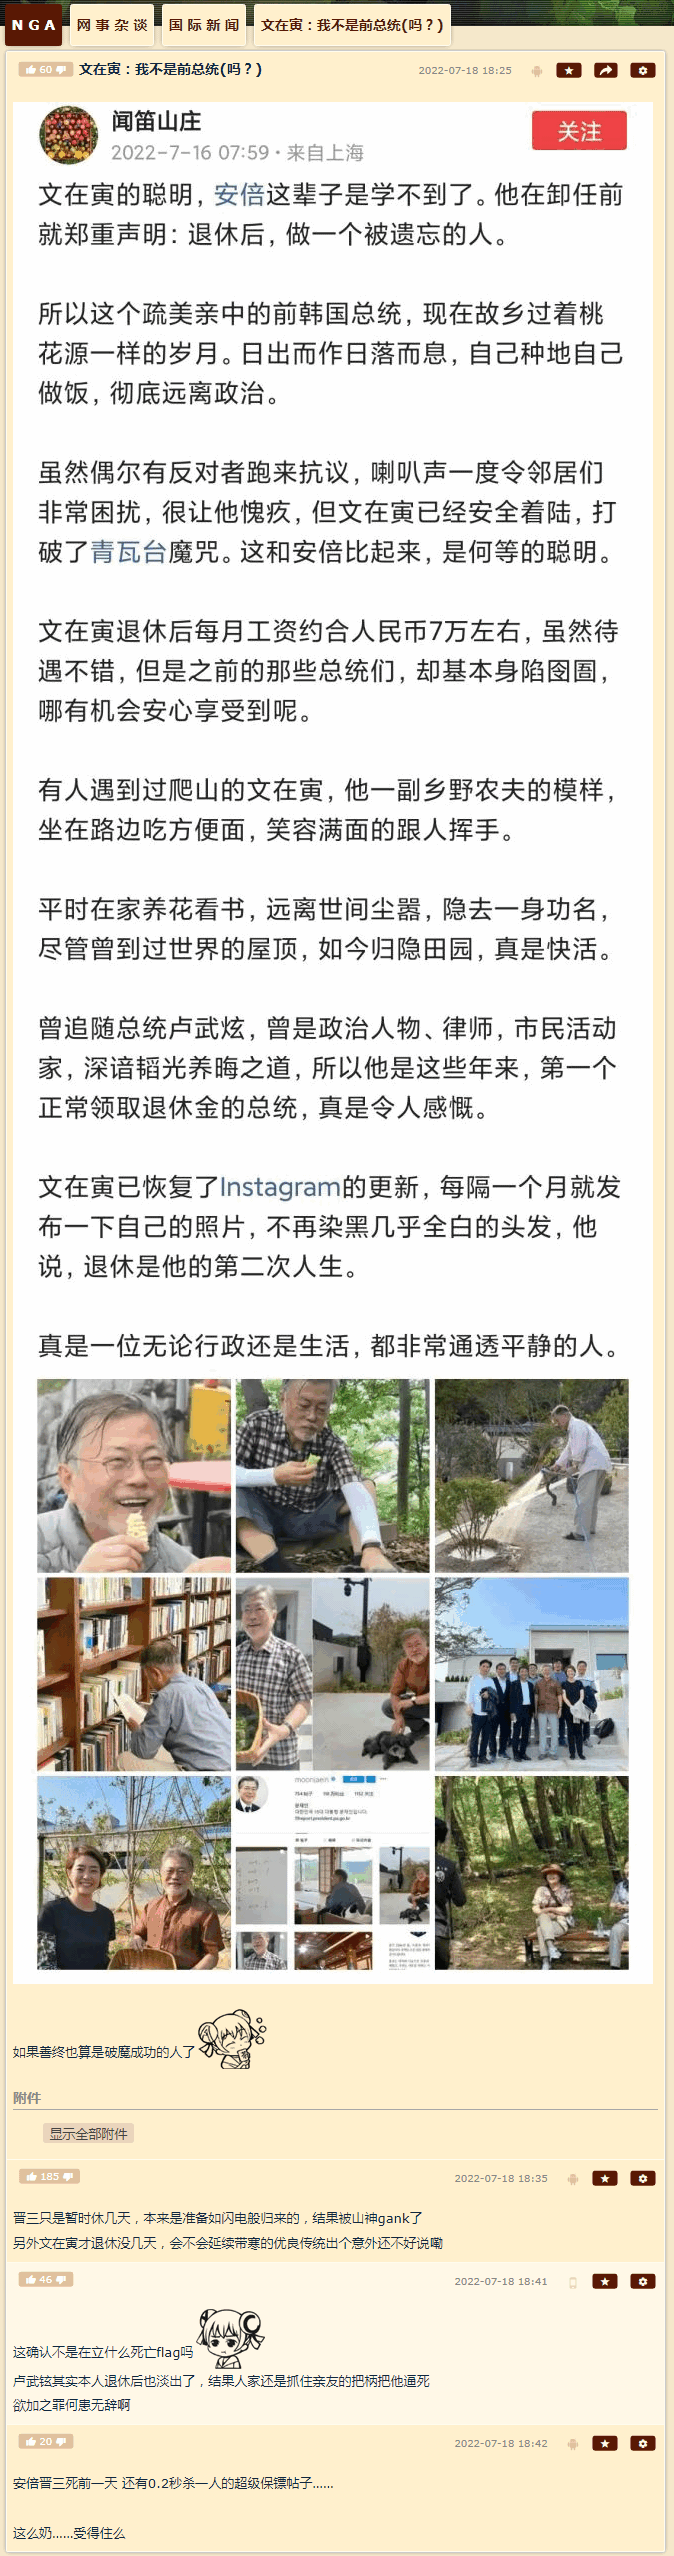 NGA 网事杂谈 国际新闻 文在寅：我不是前总统(吗？)
60 文在寅：我不是前总统(吗？) 2022-07-18 18:25
闻笛山庄
关注
2022-7-16 07:59 · 来自上海
文在寅的聪明，安倍这辈子是学不到了。他在卸任前
就郑重声明：退休后，做一个被遗忘的人。
所以这个疏美亲中的前韩国总统，现在故乡过着桃
花源一样的岁月。日出而作日落而息，自己种地自己
做饭，彻底远离政治。
虽然偶尔有反对者跑来抗议，喇叭声一度令邻居们
非常困扰，很让他愧疚，但文在寅已经安全着陆，打
破了青瓦台魔咒。这和安倍比起来，是何等的聪明。
文在寅退休后每月工资约合人民币7万左右，虽然待
遇不错，但是之前的那些总统们，却基本身陷囹圄，
哪有机会安心享受到呢。
有人遇到过爬山的文在寅，他一副乡野农夫的模样，
坐在路边吃方便面，笑容满面的跟人挥手。
平时在家养花看书，远离世间尘嚣，隐去一身功名，
尽管曾到过世界的屋顶，如今归隐田园，真是快活。
曾追随总统卢武炫，曾是政治人物、律师，市民活动
家，深谙韬光养晦之道，所以他是这些年来，第一个
正常领取退休金的总统，真是令人感慨。
文在寅已恢复了Instagram的更新，每隔一个月就发
布一下自己的照片，不再染黑几乎全白的头发，他
说，退休是他的第二次人生。
真是一位无论行政还是生活，都非常通透平静的人。
moonjaein
如果善终也算是破魔成功的人了
附件
显示全部附件
185 2022-07-18 18:35
晋三只是暂时休几天，本来是准备如闪电般归来的，结果被山神gank了
另外文在寅才退休没几天，会不会延续带寒的优良传统出个意外还不好说嘞
46 2022-07-18 18:41
这确认不是在立什么死亡flag吗
卢武铉其实本人退休后也淡出了，结果人家还是抓住亲友的把柄把他逼死
欲加之罪何患无辞啊
20 2022-07-18 18:42
安倍晋三死前一天 还有0.2秒杀一人的超级保镖帖子……
这么奶……受得住么